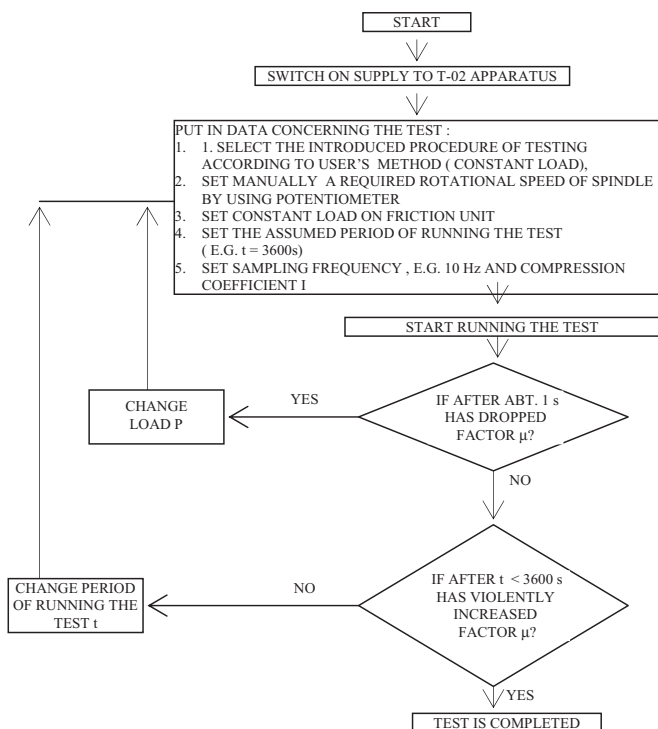 START
SWITCH ON SUPPLY TO T-02 APPARATUS
PUT IN DATA CONCERNING THE TEST :
1. 1. SELECT THE INTRODUCED PROCEDURE OF TESTING
ACCORDING TO USER'S METHOD ( CONSTANT LOAD),
2. SET MANUALLY A REQUIRED ROTATIONAL SPEED OF SPINDLE
BY USING POTENTIOMETER
3. SET CONSTANT LOAD ON FRICTION UNIT
4. SET THE ASSUMED PERIOD OF RUNNING THE TEST
( E.G. t = 3600s)
5. SET SAMPLING FREQUENCY , E.G. 10 Hz AND COMPRESSION
COEFFICIENT I
START RUNNING THE TEST
IF AFTER ABT. 1 s
HAS DROPPED
FACTOR μ?
YES
CHANGE
LOAD P
NO
IF AFTER t < 3600 s
HAS VIOLENTLY
INCREASED
FACTOR μ?
NO
CHANGE PERIOD
OF RUNNING THE
TEST t
YES
TEST IS COMPLETED